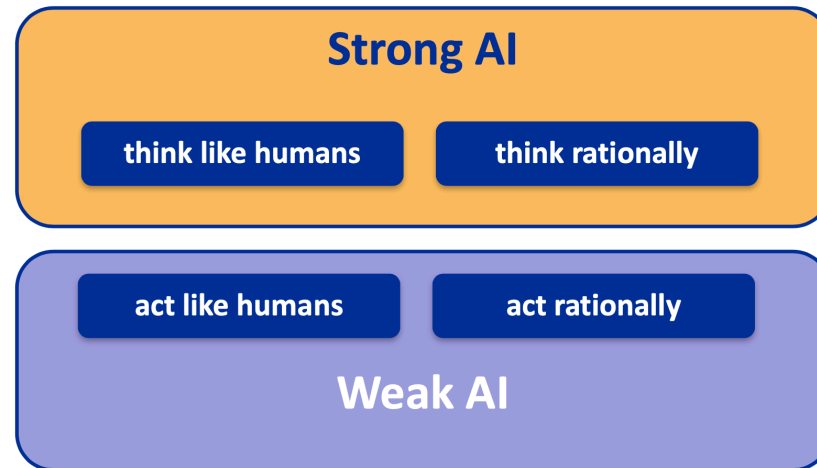 Strong AI
think like humans
think rationally
act like humans
act rationally
Weak AI